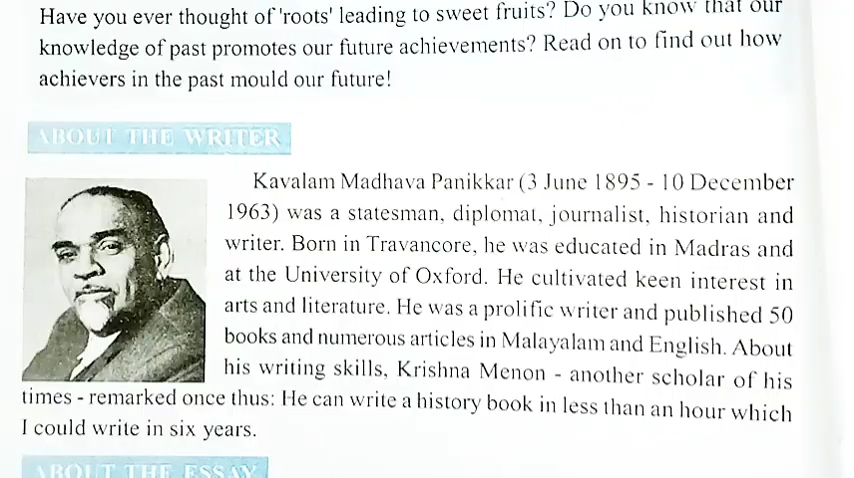 Have you ever thought of 'roots' leading to sweet fruits? Do you know that our
knowledge of past promotes our future achievements? Read on to find out how
achievers in the past mould our future!
ABOUT THE WRITER
Kavalam Madhava Panikkar (3 June 1895 - 10 December
1963) was a statesman, diplomat, journalist, historian and
writer. Born in Travancore, he was educated in Madras and
at the University of Oxford. He cultivated keen interest in
arts and literature. He was a prolific writer and published 50
books and numerous articles in Malayalam and English. About
his writing skills, Krishna Menon - another scholar of his
times - remarked once thus: He can write a history book in less than an hour which
I could write in six years.
ABOUT THE ESSAY